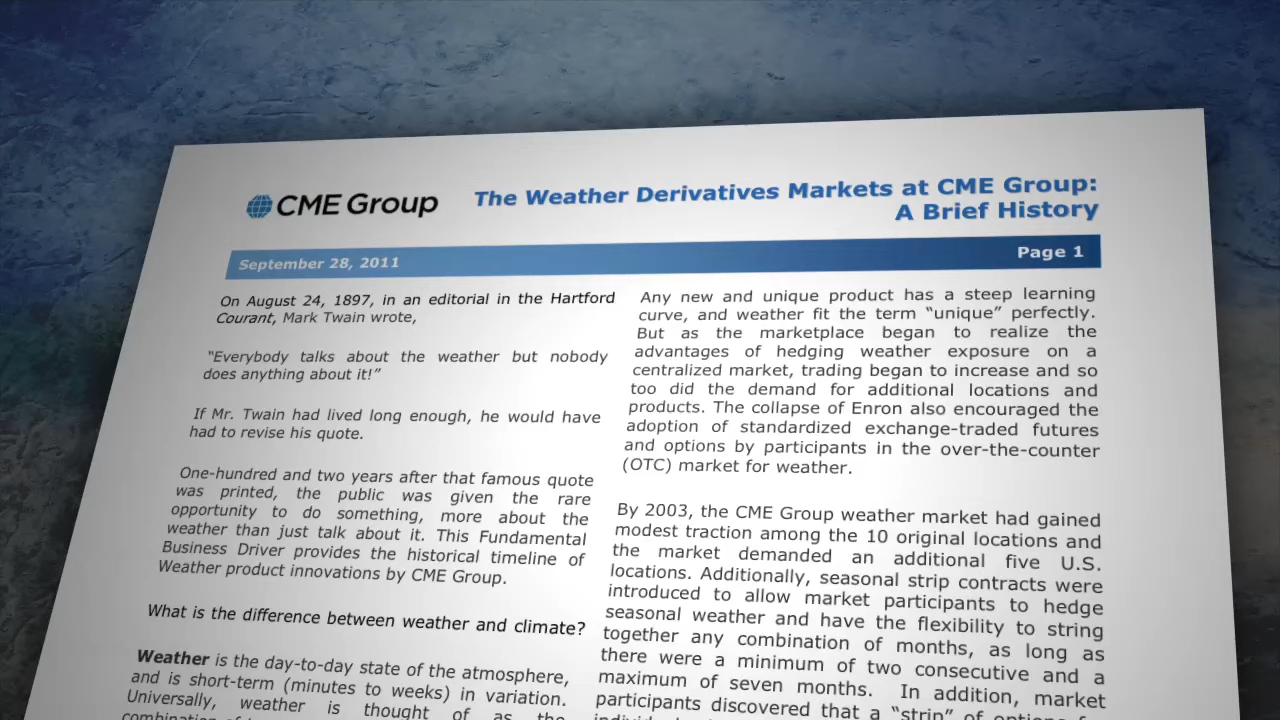 CME Group
The Weather Derivatives Markets at CME Group:
A Brief History
September 28, 2011
Page 1
On August 24, 1897, in an editorial in the Hartford
Courant, Mark Twain wrote,
“Everybody talks about the weather but nobody
does anything about it!”
If Mr. Twain had lived long enough, he would have
had to revise his quote.
One-hundred and two years after that famous quote
was printed, the public was given the rare
opportunity to do something, more about the
weather than just talk about it. This Fundamental
Business Driver provides the historical timeline of
Weather product innovations by CME Group.
What is the difference between weather and climate?
Weather is the day-to-day state of the atmosphere,
and is short-term (minutes to weeks) in variation.
Universally, weather is thought of as the
Any new and unique product has a steep learning
curve, and weather fit the term “unique” perfectly.
But as the marketplace began to realize the
advantages of hedging weather exposure on a
centralized market, trading began to increase and so
too did the demand for additional locations and
products. The collapse of Enron also encouraged the
adoption of standardized exchange-traded futures
and options by participants in the over-the-counter
(OTC) market for weather.
By 2003, the CME Group weather market had gained
modest traction among the 10 original locations and
the market demanded an additional five U.S.
locations. Additionally, seasonal strip contracts were
introduced to allow market participants to hedge
seasonal weather and have the flexibility to string
together any combination of months, as long as
there were a minimum of two consecutive and a
maximum of seven months. In addition, market
participants discovered that a “strip” of options